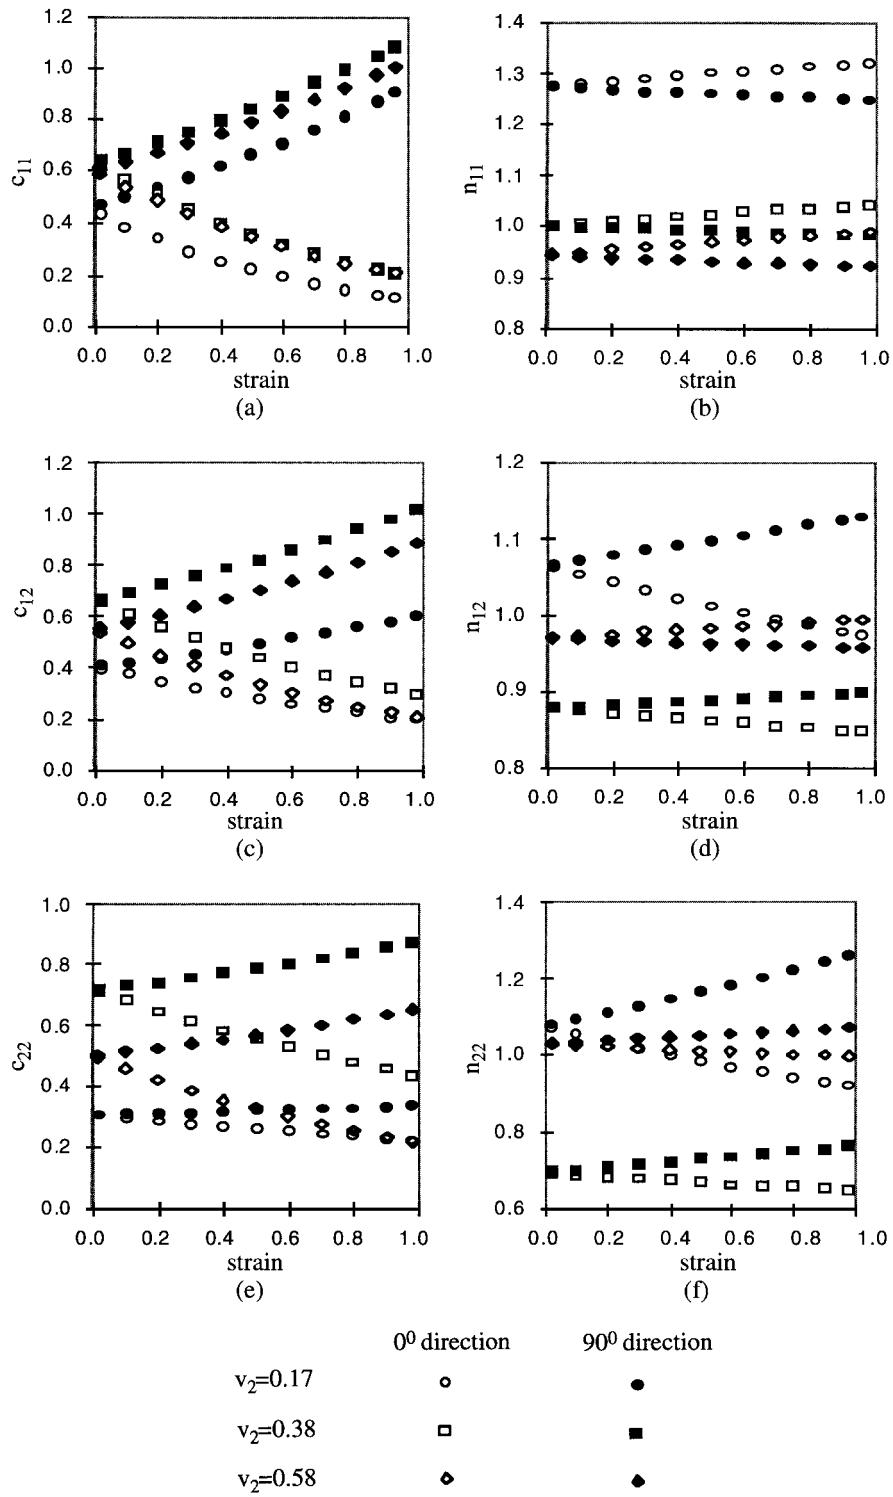 1.2
1.0
0.8
0.6
0.4
0.2
0.0
c11
0.0 0.2 0.4 0.6 0.8 1.0
strain
(a)
1.4
1.3
1.2
1.1
1.0
0.9
0.8
n11
0.0 0.2 0.4 0.6 0.8 1.0
strain
(b)
1.2
1.0
0.8
0.6
0.4
0.2
0.0
c12
0.0 0.2 0.4 0.6 0.8 1.0
strain
(c)
1.2
1.1
1.0
0.9
0.8
n12
0.0 0.2 0.4 0.6 0.8 1.0
strain
(d)
1.0
0.8
0.6
0.4
0.2
0.0
c22
0.0 0.2 0.4 0.6 0.8 1.0
strain
(e)
1.4
1.2
1.0
0.8
0.6
n22
0.0 0.2 0.4 0.6 0.8 1.0
strain
(f)
0⁰ direction 90⁰ direction
v2=0.17
v2=0.38
v2=0.58